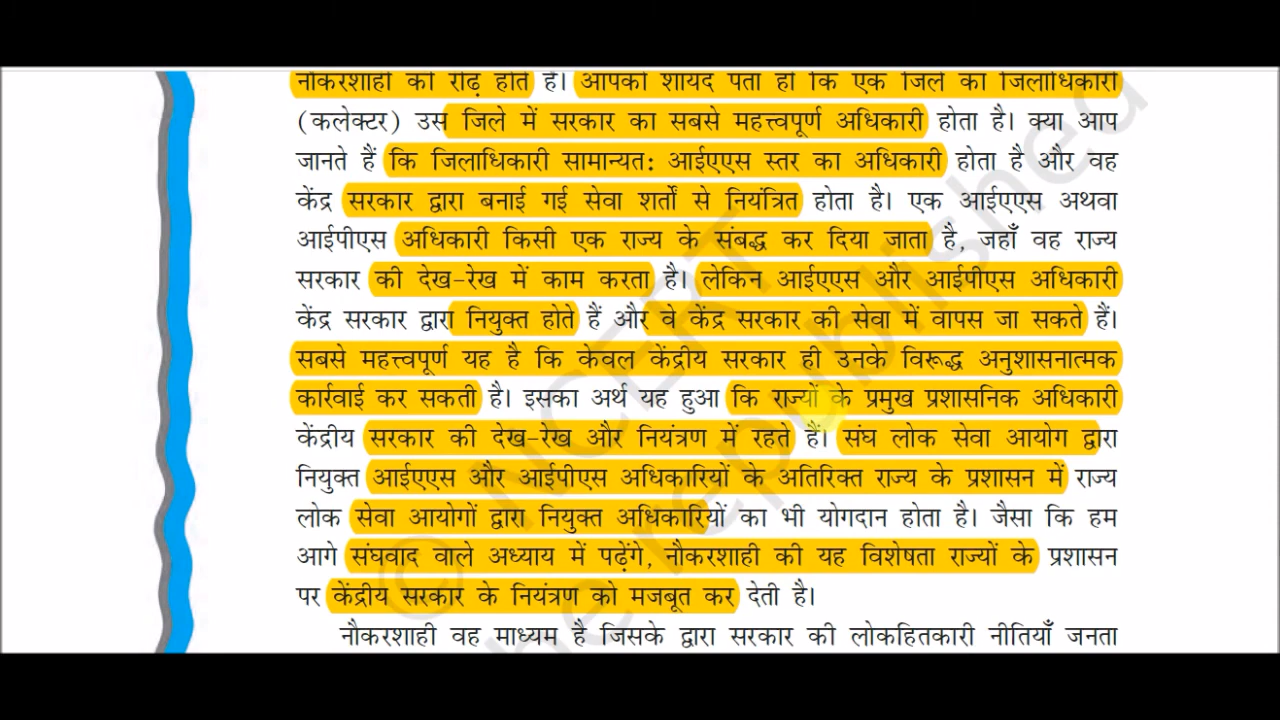 नौकरशाही की रीढ़ होते हैं। आपको शायद पता हो कि एक जिले का जिलाधिकारी
(कलेक्टर) उस जिले में सरकार का सबसे महत्त्वपूर्ण अधिकारी होता है। क्या आप
जानते हैं कि जिलाधिकारी सामान्यतः आईएएस स्तर का अधिकारी होता है और वह
केंद्र सरकार द्वारा बनाई गई सेवा शर्तों से नियंत्रित होता है। एक आईएएस अथवा
आईपीएस अधिकारी किसी एक राज्य के संबद्ध कर दिया जाता है, जहाँ वह राज्य
सरकार की देख-रेख में काम करता है। लेकिन आईएएस और आईपीएस अधिकारी
केंद्र सरकार द्वारा नियुक्त होते हैं और वे केंद्र सरकार की सेवा में वापस जा सकते हैं।
सबसे महत्त्वपूर्ण यह है कि केवल केंद्रीय सरकार ही उनके विरूद्ध अनुशासनात्मक
कार्रवाई कर सकती है। इसका अर्थ यह हुआ कि राज्यों के प्रमुख प्रशासनिक अधिकारी
केंद्रीय सरकार की देख-रेख और नियंत्रण में रहते हैं। संघ लोक सेवा आयोग द्वारा
नियुक्त आईएएस और आईपीएस अधिकारियों के अतिरिक्त राज्य के प्रशासन में राज्य
लोक सेवा आयोगों द्वारा नियुक्त अधिकारियों का भी योगदान होता है। जैसा कि हम
आगे संघवाद वाले अध्याय में पढ़ेंगे, नौकरशाही की यह विशेषता राज्यों के प्रशासन
पर केंद्रीय सरकार के नियंत्रण को मजबूत कर देती है।
नौकरशाही वह माध्यम है जिसके द्वारा सरकार की लोकहितकारी नीतियाँ जनता
© NCERT
be republished